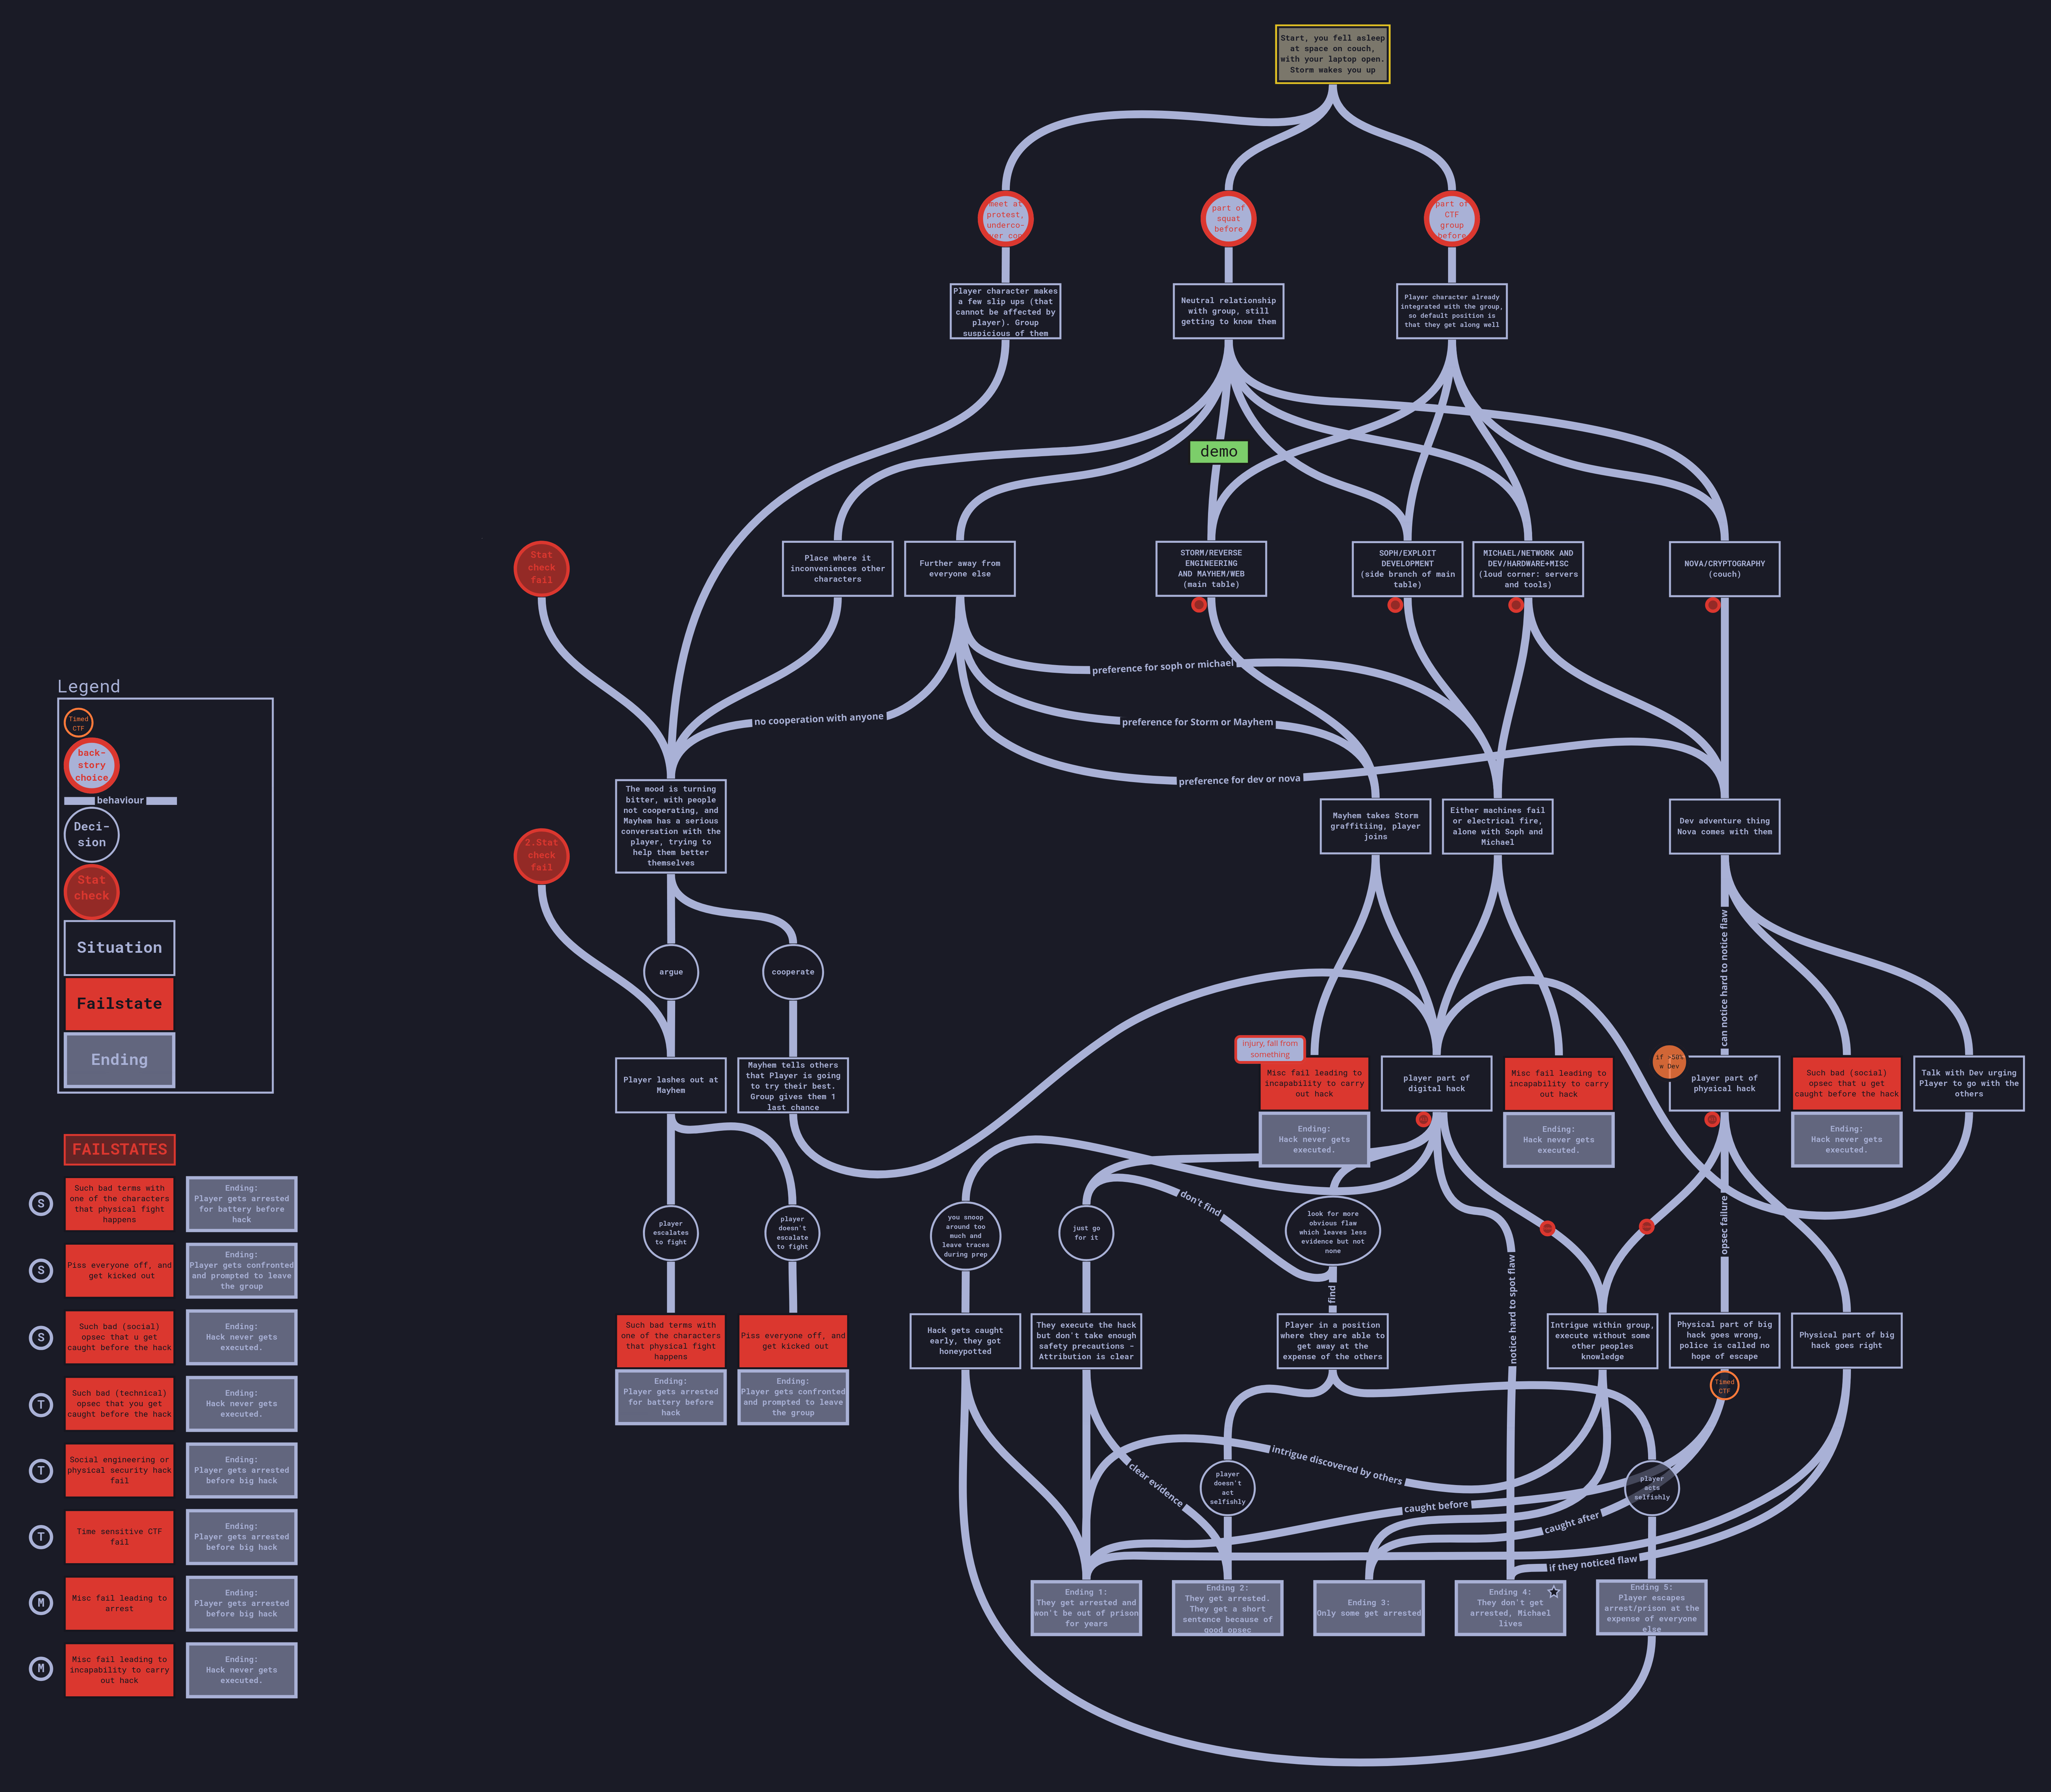 Start, you fell asleep
at space on couch,
with your laptop open.
Storm wakes you up
meet at
protest,
underco-
ver cop
part of
squat
before
part of
CTF
group
before
Player character makes
a few slip ups (that
cannot be affected by
player). Group
suspicious of them
Neutral relationship
with group, still
getting to know them
Player character already
integrated with the group,
so default position is
that they get along well
demo
Stat
check
fail
Place where it
inconveniences other
characters
Further away from
everyone else
STORM/REVERSE
ENGINEERING
AND MAYHEM/WEB
(main table)
SOPH/EXPLOIT
DEVELOPMENT
(side branch of main
table)
MICHAEL/NETWORK AND
DEV/HARDWARE+MISC
(loud corner: servers
and tools)
NOVA/CRYPTOGRAPHY
(couch)
preference for soph or michael
no cooperation with anyone
preference for Storm or Mayhem
preference for dev or nova
Legend
Timed
CTF
back-
story
choice
behaviour
Deci-
sion
Stat
check
Situation
Failstate
Ending
The mood is turning
bitter, with people
not cooperating, and
Mayhem has a serious
conversation with the
player, trying to
help them better
themselves
Mayhem takes Storm
graffitiing, player
joins
Either machines fail
or electrical fire,
alone with Soph and
Michael
Dev adventure thing
Nova comes with them
2.Stat
check
fail
argue
cooperate
can notice hard to notice flaw
Player lashes out at
Mayhem
Mayhem tells others
that Player is going
to try their best.
Group gives them 1
last chance
injury, fall from
something
Misc fail leading to
incapability to carry
out hack
Ending:
Hack never gets
executed.
player part of
digital hack
Misc fail leading to
incapability to carry
out hack
Ending:
Hack never gets
executed.
if >50%
w Dev
player part of
physical hack
Such bad (social)
opsec that u get
caught before the hack
Ending:
Hack never gets
executed.
Talk with Dev urging
Player to go with the
others
player
escalates
to fight
player
doesn't
escalate
to fight
you snoop
around too
much and
leave traces
during prep
just go
for it
don't find
look for more
obvious flaw
which leaves less
evidence but not
none
find
notice hard to spot flaw
opsec failure
Such bad terms with
one of the characters
that physical fight
happens
Ending:
Player gets arrested
for battery before
hack
Piss everyone off, and
get kicked out
Ending:
Player gets confronted
and prompted to leave
the group
Hack gets caught
early, they got
honeypotted
They execute the hack
but don't take enough
safety precautions -
Attribution is clear
Player in a position
where they are able to
get away at the
expense of the others
Intrigue within group,
execute without some
other peoples
knowledge
Physical part of big
hack goes wrong,
police is called no
hope of escape
Timed
CTF
Physical part of big
hack goes right
intrigue discovered by others
clear evidence
player
doesn't
act
selfishly
player
acts
selfishly
caught before
caught after
if they noticed flaw
Ending 1:
They get arrested and
won't be out of prison
for years
Ending 2:
They get arrested.
They get a short
sentence because of
good opsec
Ending 3:
Only some get arrested
Ending 4:
They don't get
arrested, Michael
lives
Ending 5:
Player escapes
arrest/prison at the
expense of everyone
else
FAILSTATES
S
Such bad terms with
one of the characters
that physical fight
happens
Ending:
Player gets arrested
for battery before
hack
S
Piss everyone off, and
get kicked out
Ending:
Player gets confronted
and prompted to leave
the group
S
Such bad (social)
opsec that u get
caught before the hack
Ending:
Hack never gets
executed.
T
Such bad (technical)
opsec that you get
caught before the hack
Ending:
Hack never gets
executed.
T
Social engineering or
physical security hack
fail
Ending:
Player gets arrested
before big hack
T
Time sensitive CTF
fail
Ending:
Player gets arrested
before big hack
M
Misc fail leading to
arrest
Ending:
Player gets arrested
before big hack
M
Misc fail leading to
incapability to carry
out hack
Ending:
Hack never gets
executed.